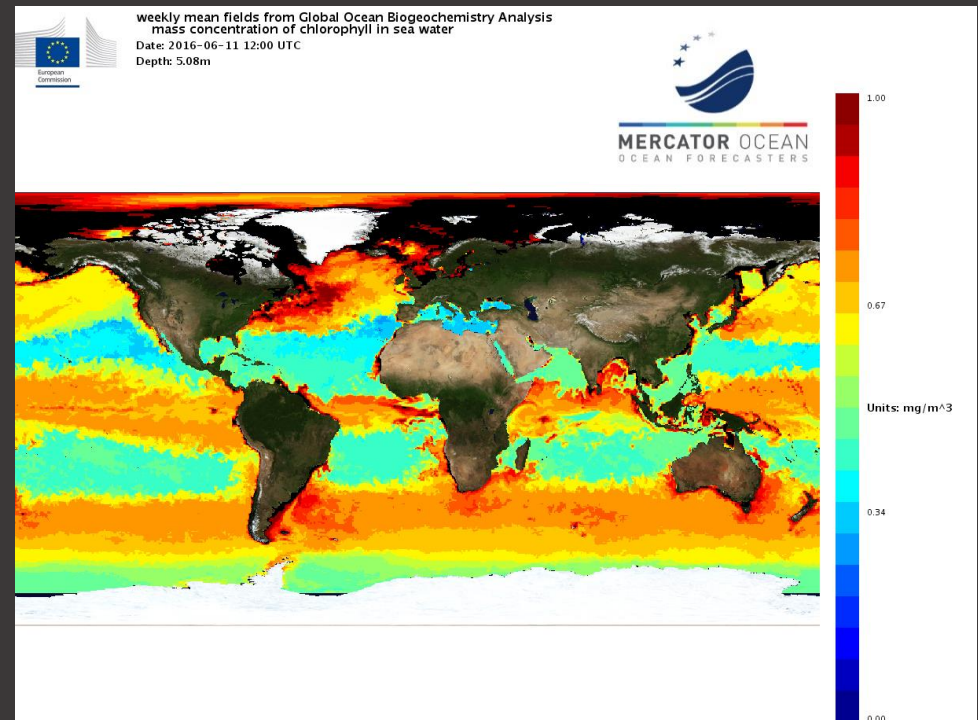 weekly mean fields from Global Ocean Biogeochemistry Analysis
mass concentration of chlorophyll in sea water
Date: 2016-06-11 12:00 UTC
Depth: 5.08m
European
Commission
MERCATOR OCEAN
OCEAN FORECASTERS
1.00
0.67
Units: mg/m^3
0.34
0.00